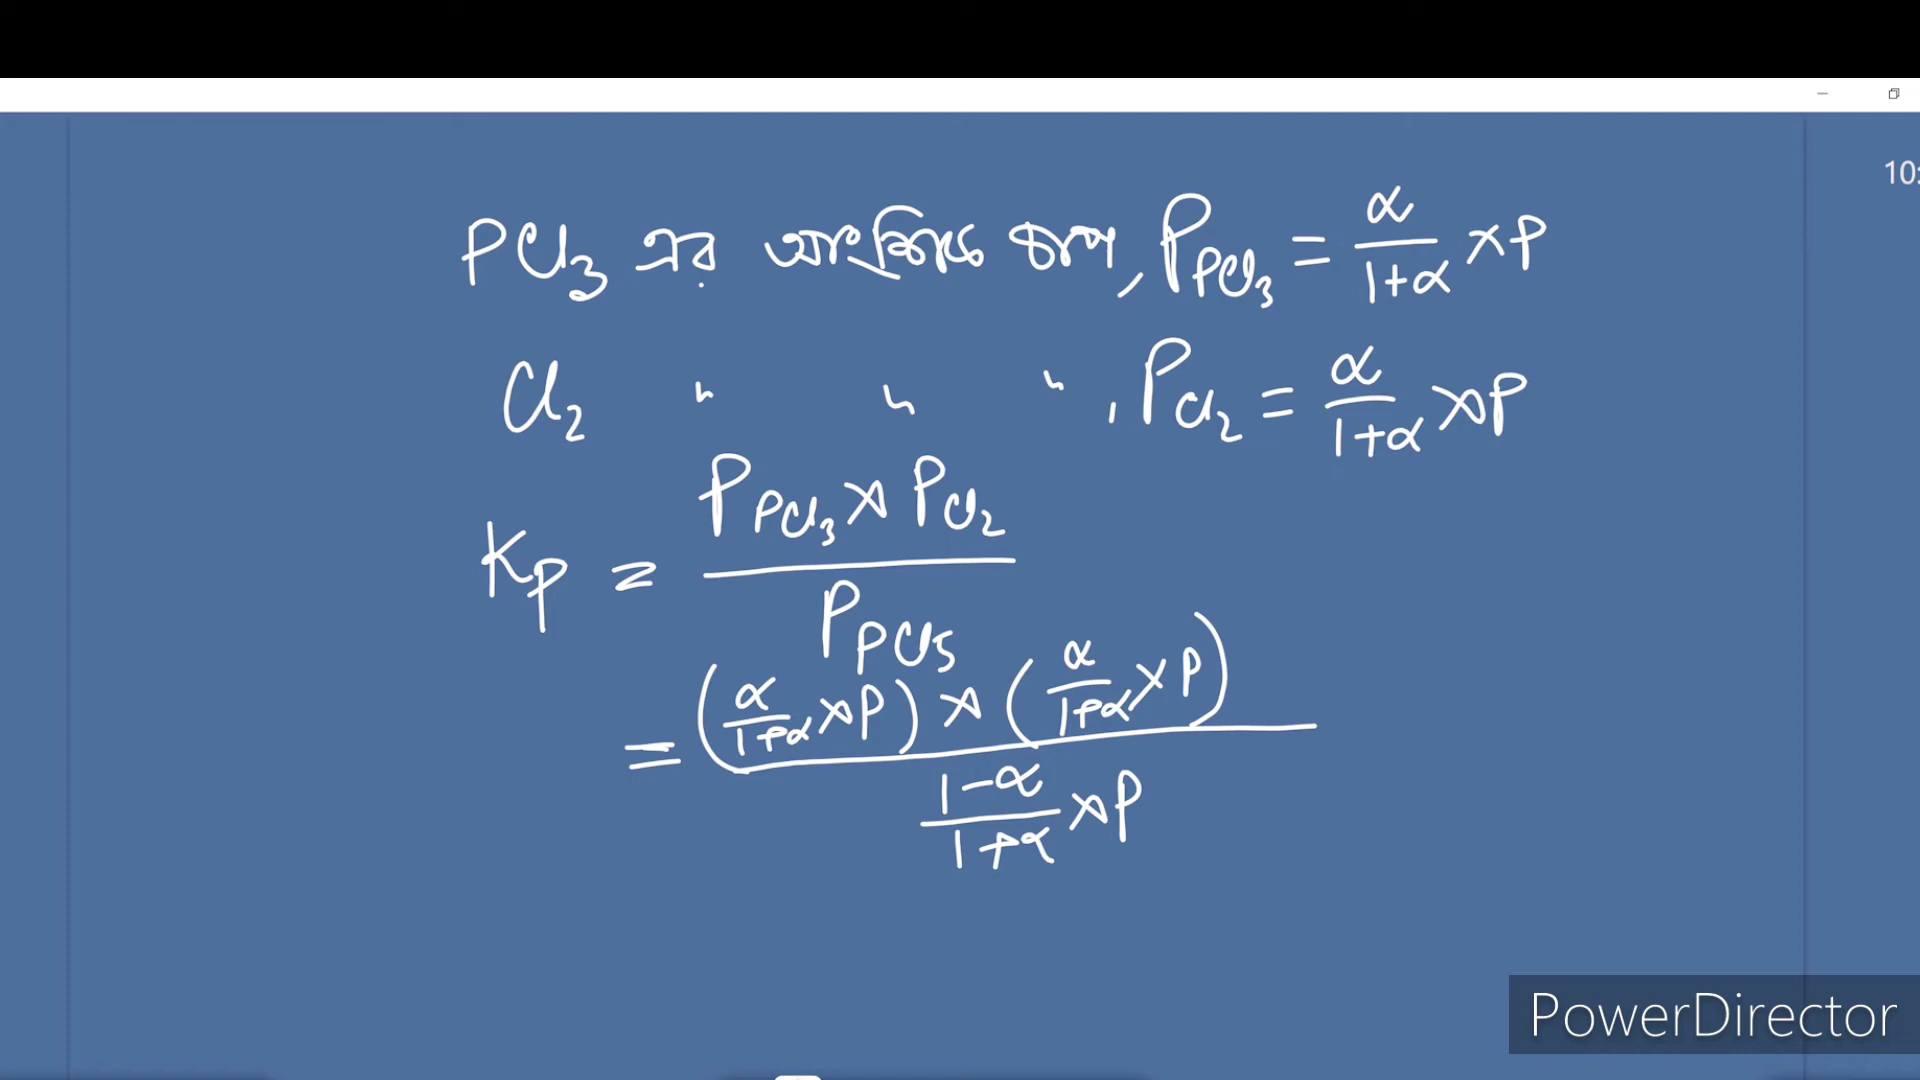 10:
PCl₃ এর আংশিক চাপ, P_PCl₃ = α/(1+α) × P
Cl₂ " " ", P_Cl₂ = α/(1+α) × P
Kp = (P_PCl₃ × P_Cl₂)/P_PCl₅
= ((α/(1+α) × P) × (α/(1+α) × P))/((1-α)/(1+α) × P)
PowerDirector